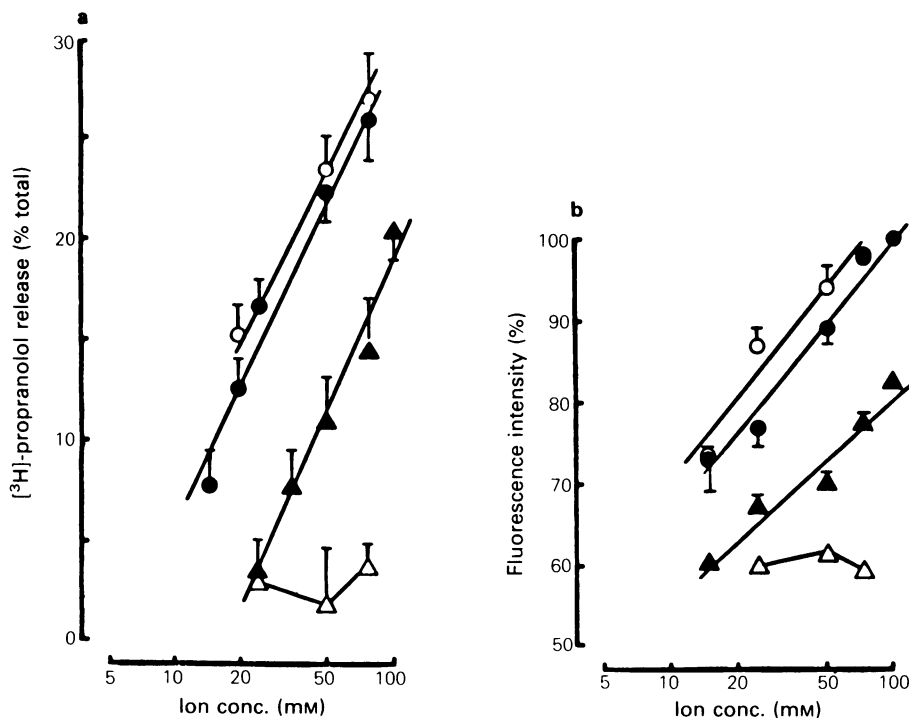 a
30
20
10
0
[³H]-propranolol release (% total)
5 10 20 50 100
Ion conc. (mM)
b
100
90
80
70
60
50
Fluorescence intensity (%)
5 10 20 50 100
Ion conc. (mM)